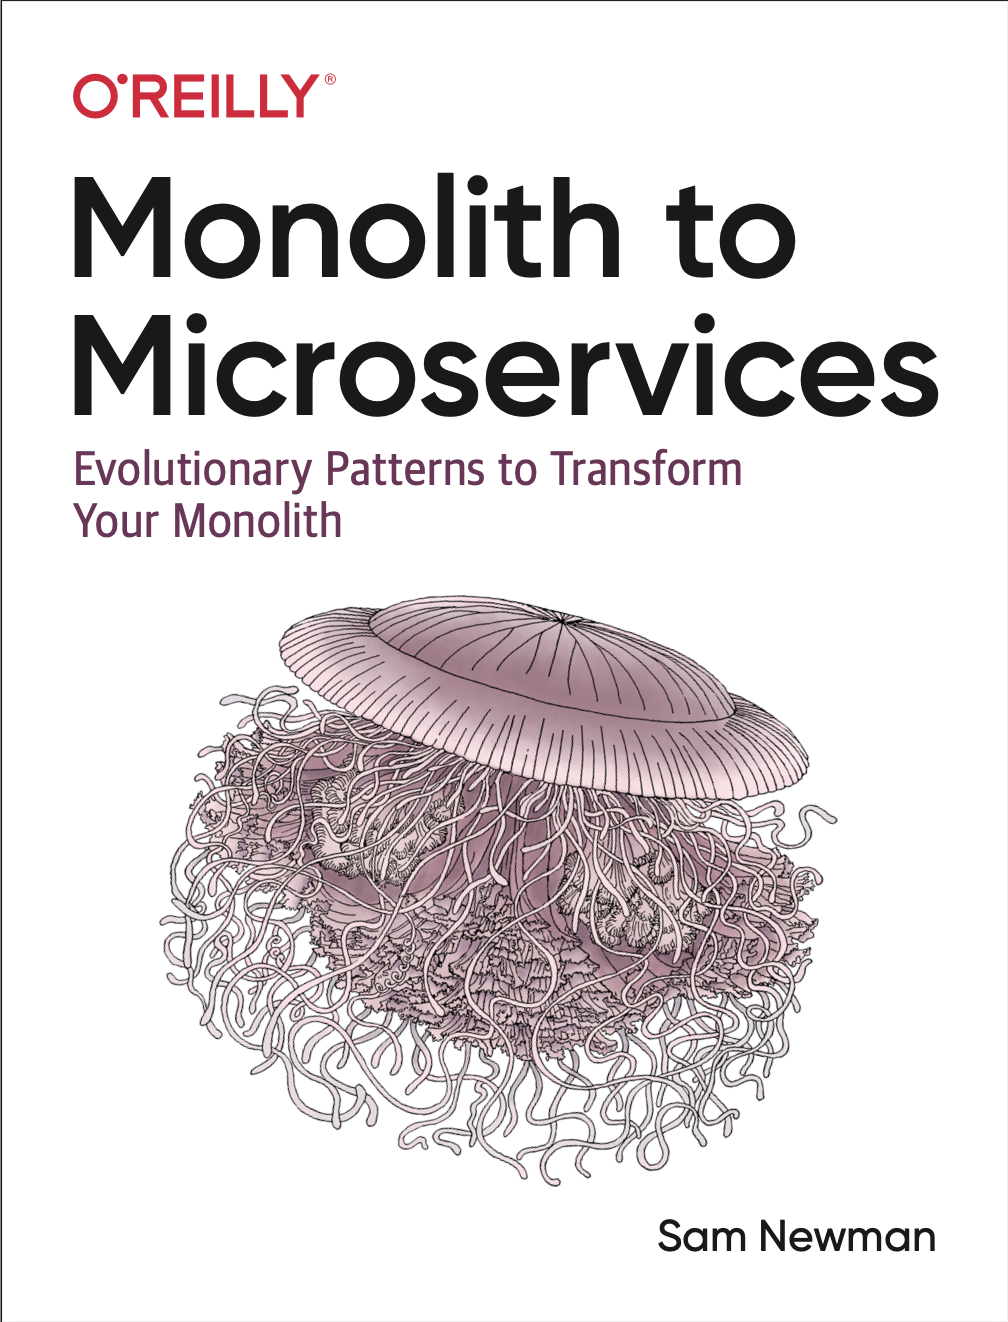 O'REILLY®
Monolith to
Microservices
Evolutionary Patterns to Transform
Your Monolith
Sam Newman